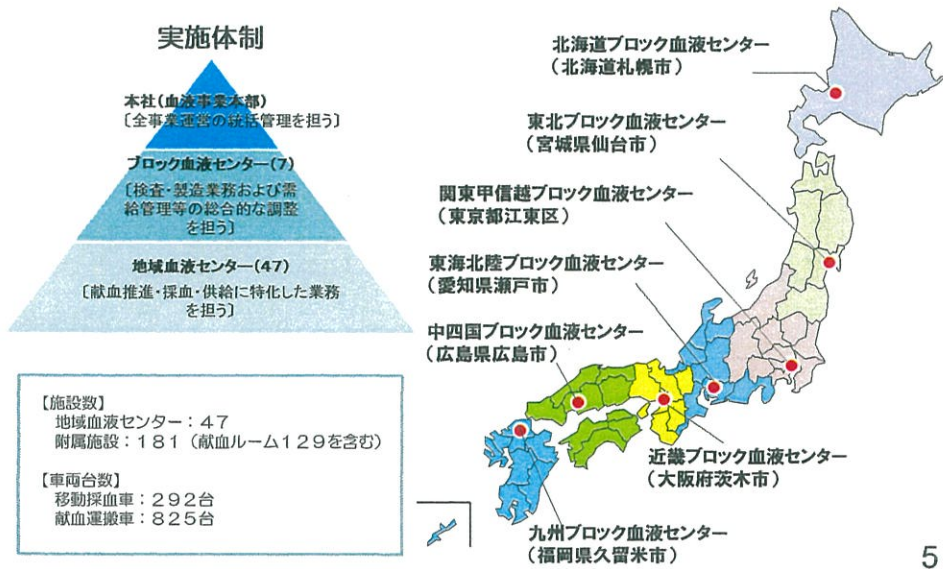 実施体制
本社(血液事業本部)
〔全事業運営の統括管理を担う〕
ブロック血液センター(7)
〔検査・製造業務および需
給管理等の総合的な調整
を担う〕
地域血液センター(47)
〔献血推進・採血・供給に特化した業務
を担う〕
【施設数】
地域血液センター:47
附属施設:181(献血ルーム129を含む)
【車両台数】
移動採血車:292台
献血運搬車:825台
北海道ブロック血液センター
(北海道札幌市)
東北ブロック血液センター
(宮城県仙台市)
関東甲信越ブロック血液センター
(東京都江東区)
東海北陸ブロック血液センター
(愛知県瀬戸市)
中四国ブロック血液センター
(広島県広島市)
近畿ブロック血液センター
(大阪府茨木市)
九州ブロック血液センター
(福岡県久留米市)
5